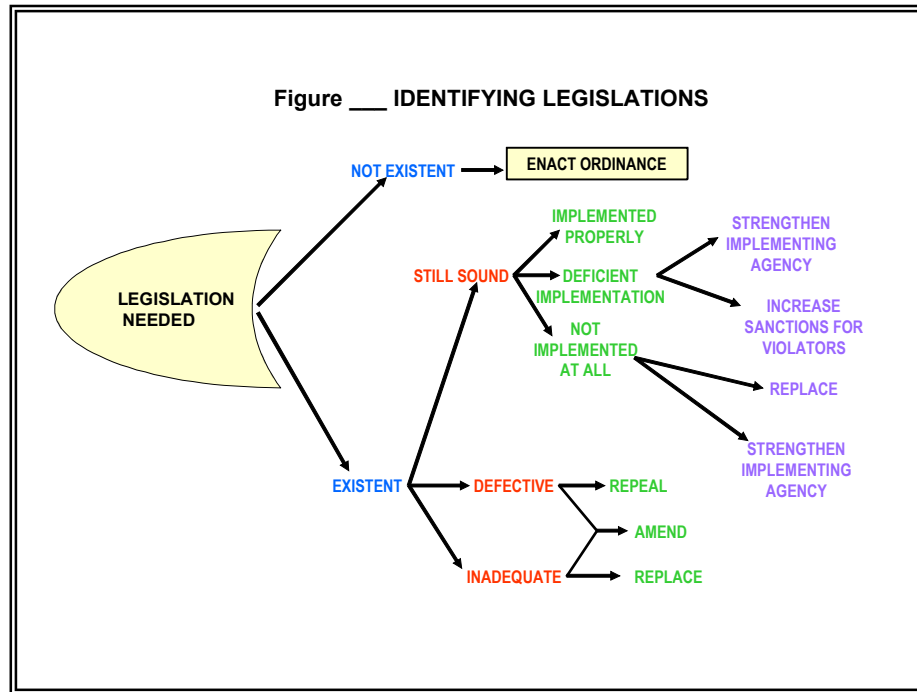 Figure ___ IDENTIFYING LEGISLATIONS
NOT EXISTENT
ENACT ORDINANCE
LEGISLATION
NEEDED
STILL SOUND
IMPLEMENTED
PROPERLY
DEFICIENT
IMPLEMENTATION
NOT
IMPLEMENTED
AT ALL
STRENGTHEN
IMPLEMENTING
AGENCY
INCREASE
SANCTIONS FOR
VIOLATORS
REPLACE
STRENGTHEN
IMPLEMENTING
AGENCY
EXISTENT
DEFECTIVE
REPEAL
AMEND
INADEQUATE
REPLACE